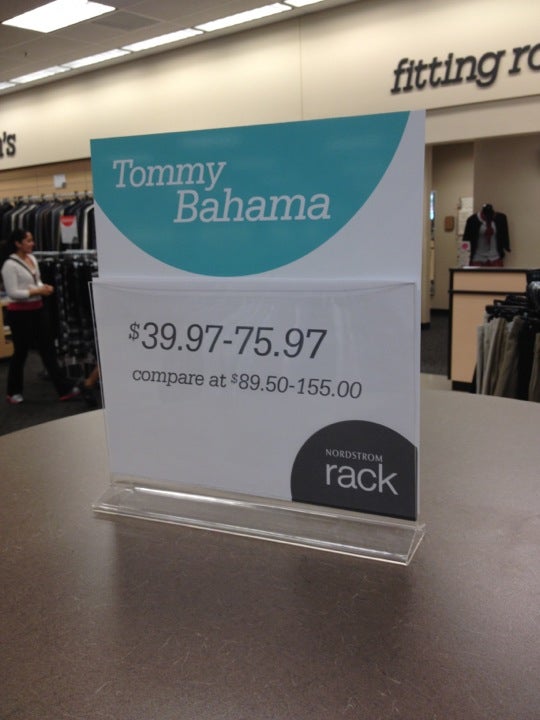 fitting
's
Tommy
Bahama
$39.97-75.97
compare at $89.50-155.00
NORDSTROM
rack